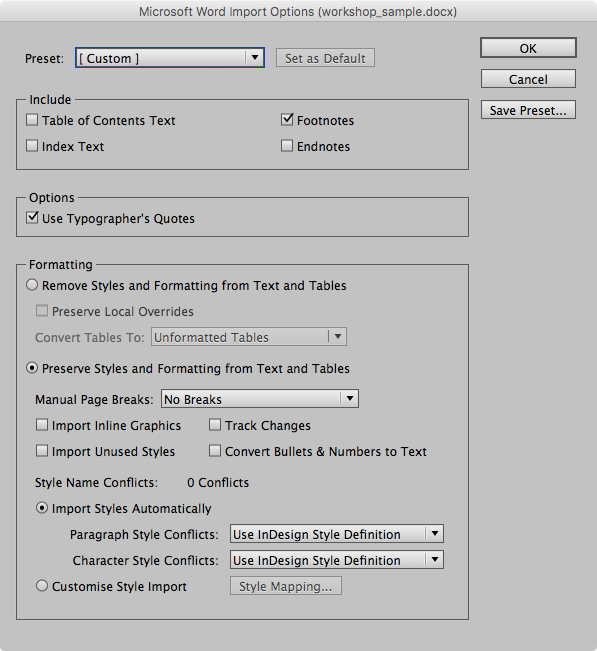 Microsoft Word Import Options (workshop_sample.docx)
Preset: [ Custom ] Set as Default OK
Cancel
Save Preset...
Include
Table of Contents Text Footnotes
Index Text Endnotes
Options
Use Typographer's Quotes
Formatting
Remove Styles and Formatting from Text and Tables
Preserve Local Overrides
Convert Tables To: Unformatted Tables
Preserve Styles and Formatting from Text and Tables
Manual Page Breaks: No Breaks
Import Inline Graphics Track Changes
Import Unused Styles Convert Bullets & Numbers to Text
Style Name Conflicts: 0 Conflicts
Import Styles Automatically
Paragraph Style Conflicts: Use InDesign Style Definition
Character Style Conflicts: Use InDesign Style Definition
Customise Style Import Style Mapping...